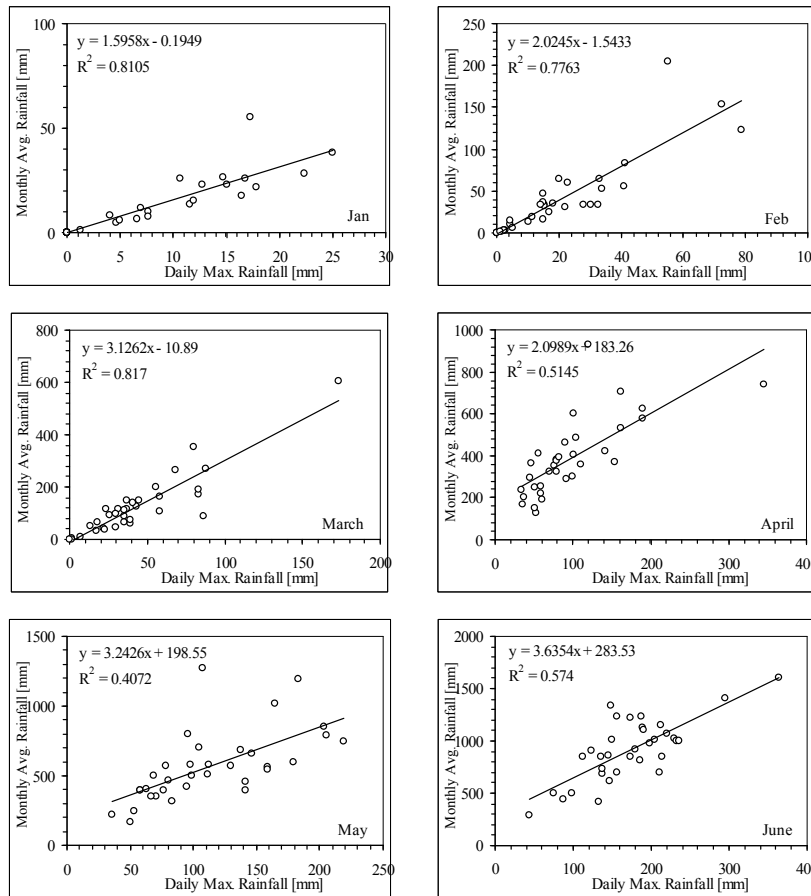 100
50
0
y = 1.5958x - 0.1949
R² = 0.8105
Jan
Monthly Avg. Rainfall [mm]
0 5 10 15 20 25 30
Daily Max. Rainfall [mm]
250
200
150
100
50
0
y = 2.0245x - 1.5433
R² = 0.7763
Feb
Monthly Avg. Rainfall [mm]
0 20 40 60 80 10
Daily Max. Rainfall [mm]
800
600
400
200
0
y = 3.1262x - 10.89
R² = 0.817
March
Monthly Avg. Rainfall [mm]
0 50 100 150 200
Daily Max. Rainfall [mm]
1000
800
600
400
200
0
y = 2.0989x + 183.26
R² = 0.5145
April
Monthly Avg. Rainfall [mm]
0 100 200 300 40
Daily Max. Rainfall [mm]
1500
1000
500
0
y = 3.2426x + 198.55
R² = 0.4072
May
Monthly Avg. Rainfall [mm]
0 50 100 150 200 250
Daily Max. Rainfall [mm]
2000
1500
1000
500
0
y = 3.6354x + 283.53
R² = 0.574
June
Monthly Avg. Rainfall [mm]
0 100 200 300 40
Daily Max. Rainfall [mm]